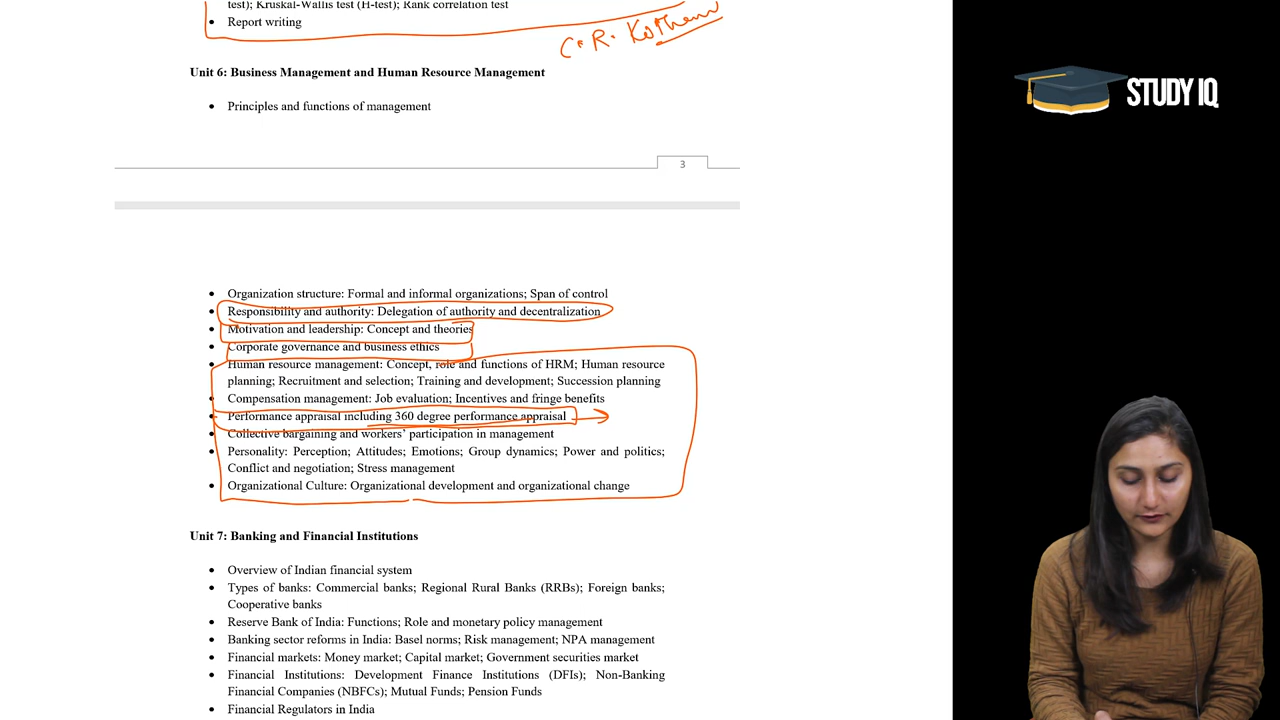 test); Kruskal-Wallis test (H-test); Rank correlation test
• Report writing
C. R. Kothari
Unit 6: Business Management and Human Resource Management
• Principles and functions of management
3
• Organization structure: Formal and informal organizations; Span of control
• Responsibility and authority: Delegation of authority and decentralization
• Motivation and leadership: Concept and theories
• Corporate governance and business ethics
• Human resource management: Concept, role and functions of HRM; Human resource
planning; Recruitment and selection; Training and development; Succession planning
• Compensation management: Job evaluation; Incentives and fringe benefits
• Performance appraisal including 360 degree performance appraisal
• Collective bargaining and workers' participation in management
• Personality: Perception; Attitudes; Emotions; Group dynamics; Power and politics;
Conflict and negotiation; Stress management
• Organizational Culture: Organizational development and organizational change
Unit 7: Banking and Financial Institutions
• Overview of Indian financial system
• Types of banks: Commercial banks; Regional Rural Banks (RRBs); Foreign banks;
Cooperative banks
• Reserve Bank of India: Functions; Role and monetary policy management
• Banking sector reforms in India: Basel norms; Risk management; NPA management
• Financial markets: Money market; Capital market; Government securities market
• Financial Institutions: Development Finance Institutions (DFIs); Non-Banking
Financial Companies (NBFCs); Mutual Funds; Pension Funds
• Financial Regulators in India
STUDY IQ